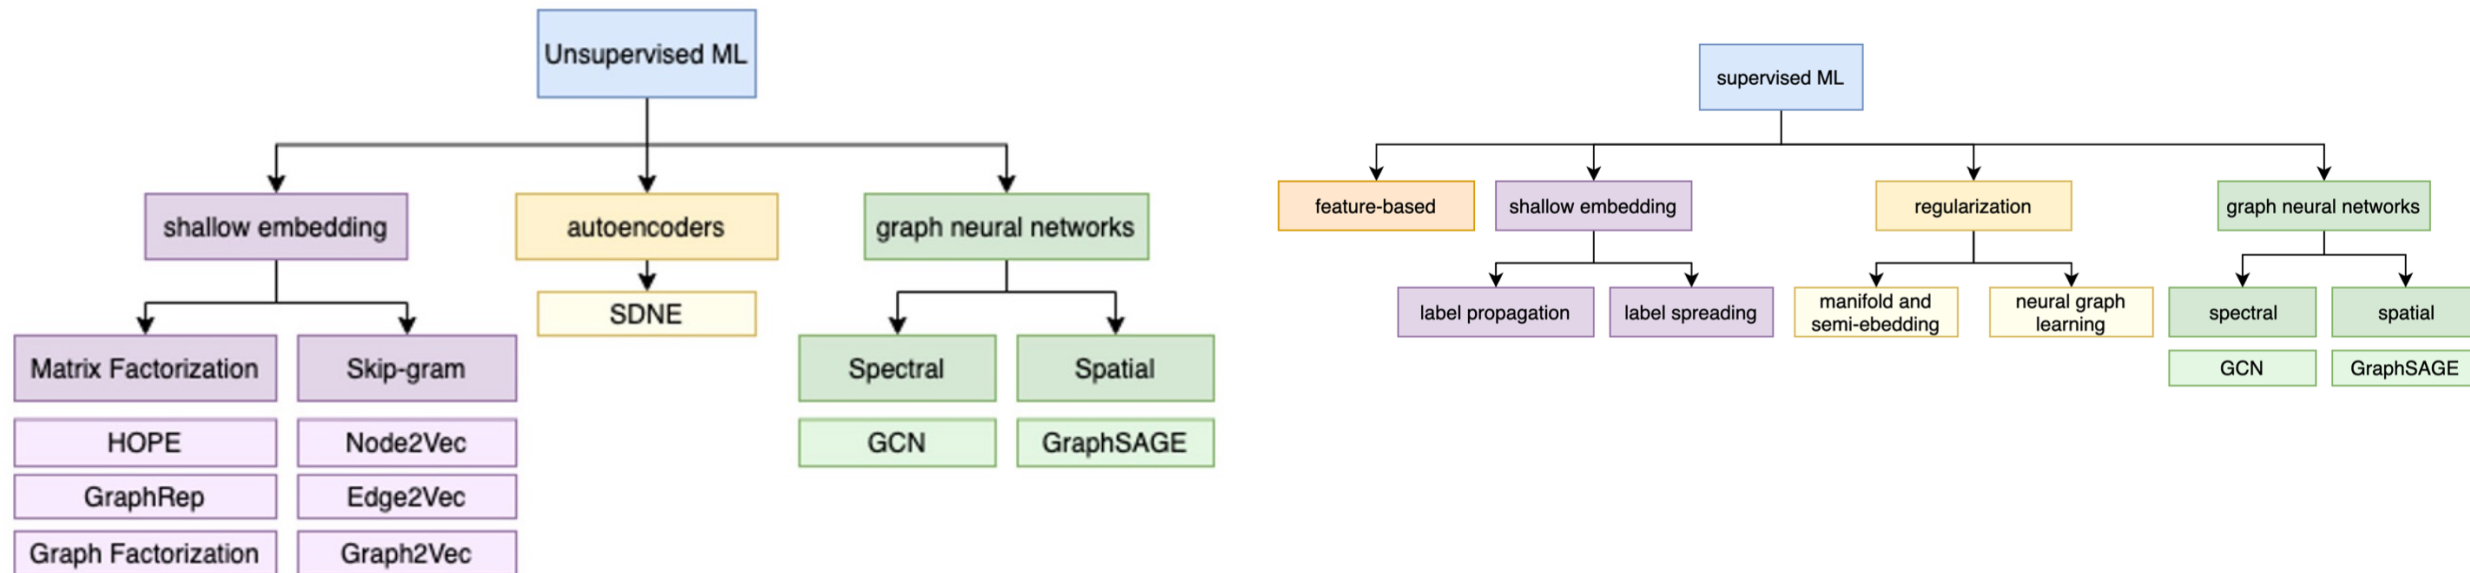 Unsupervised ML
shallow embedding
autoencoders
graph neural networks
SDNE
Matrix Factorization
Skip-gram
Spectral
Spatial
HOPE
Node2Vec
GCN
GraphSAGE
GraphRep
Edge2Vec
Graph Factorization
Graph2Vec
supervised ML
feature-based
shallow embedding
regularization
graph neural networks
label propagation
label spreading
manifold and
semi-ebedding
neural graph
learning
spectral
spatial
GCN
GraphSAGE